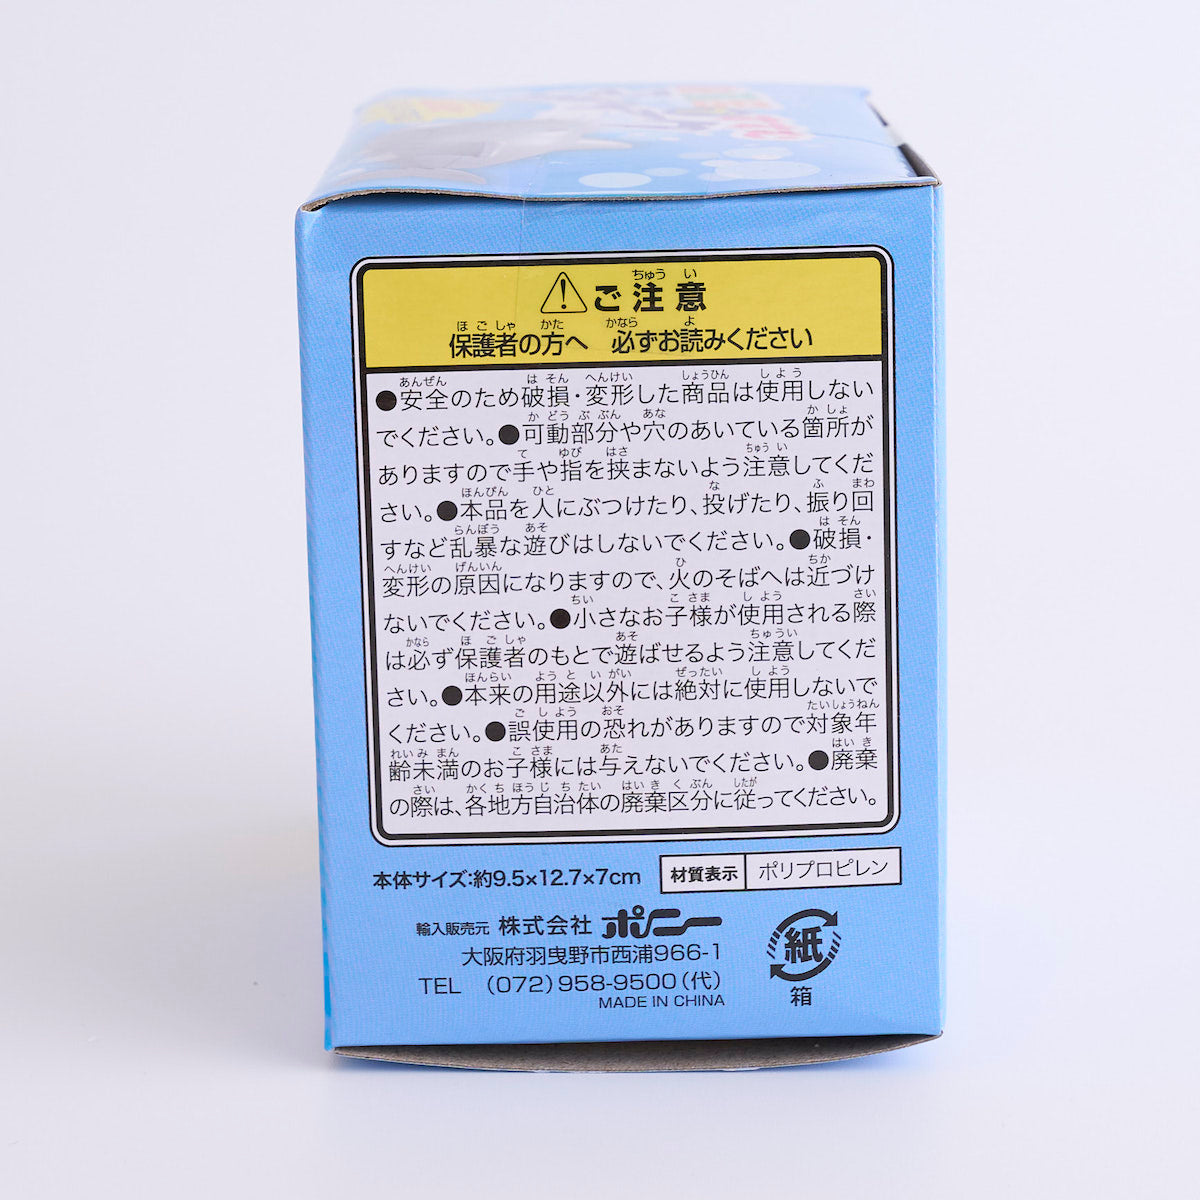 ご注意
保護者の方へ 必ずお読みください
●安全のため破損・変形した商品は使用しない
でください。●可動部分や穴のあいている箇所が
ありますので手や指を挟まないよう注意してくだ
さい。●本品を人にぶつけたり、投げたり、振り回
すなど乱暴な遊びはしないでください。●破損・
変形の原因になりますので、火のそばへは近づけ
ないでください。●小さなお子様が使用される際
は必ず保護者のもとで遊ばせるよう注意してくだ
さい。●本来の用途以外には絶対に使用しないで
ください。●誤使用の恐れがありますので対象年
齢未満のお子様には与えないでください。●廃棄
の際は、各地方自治体の廃棄区分に従ってください。
本体サイズ:約9.5×12.7×7cm
材質表示 ポリプロピレン
輸入販売元 株式会社 ポニー
大阪府羽曳野市西浦966-1
TEL (072)958-9500(代)
MADE IN CHINA
紙
箱